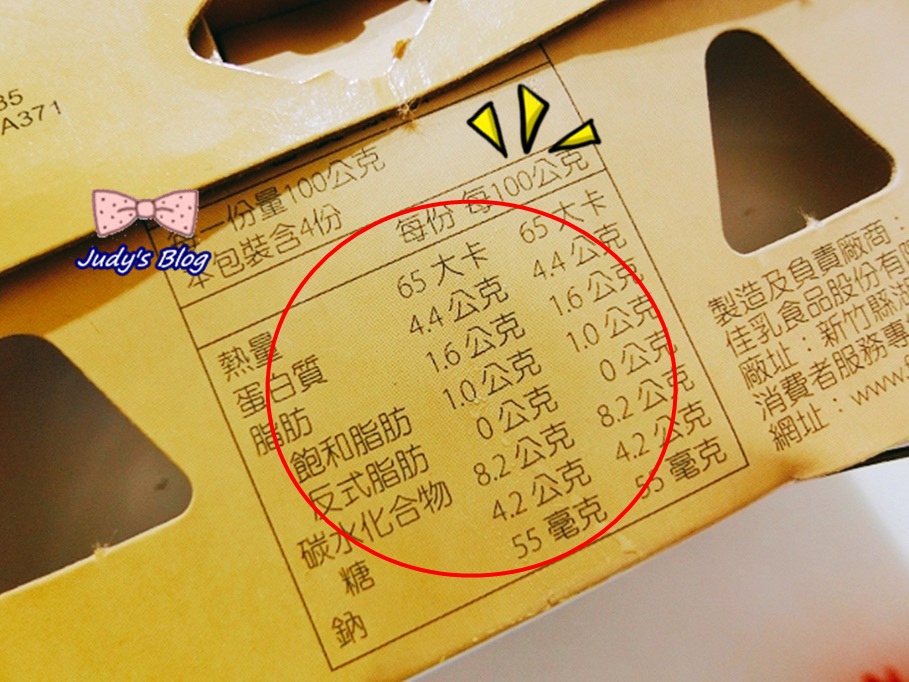 35
A371
Judy's Blog
每一份量100公克
本包裝含4份
每份 每100公克
熱量 65 大卡 65 大卡
蛋白質 4.4 公克 4.4 公克
脂肪 1.6 公克 1.6 公克
飽和脂肪 1.0 公克 1.0 公克
反式脂肪 0 公克 0 公克
碳水化合物 8.2 公克 8.2 公克
糖 4.2 公克 4.2 公克
鈉 55 毫克 55 毫克
製造及負責廠商：
佳乳食品股份有限
廠址：新竹縣湖
消費者服務專
網址：www.